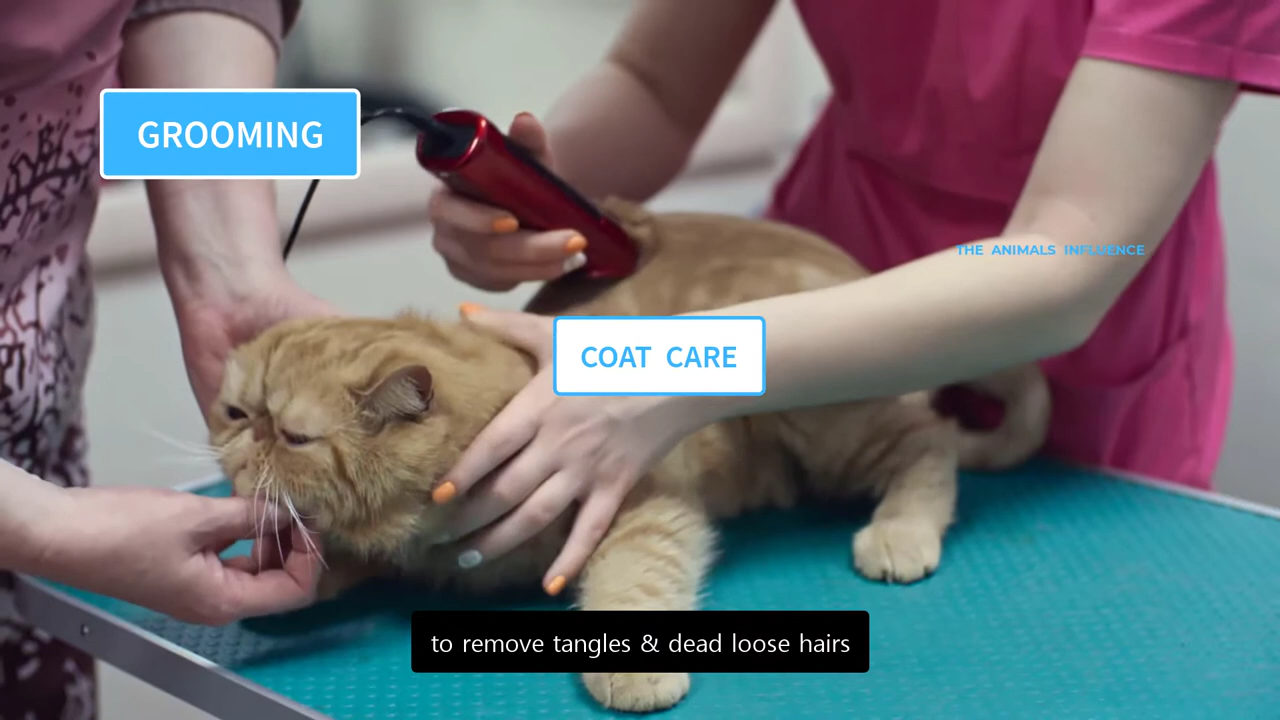 GROOMING
THE ANIMALS INFLUENCE
COAT CARE
to remove tangles & dead loose hairs